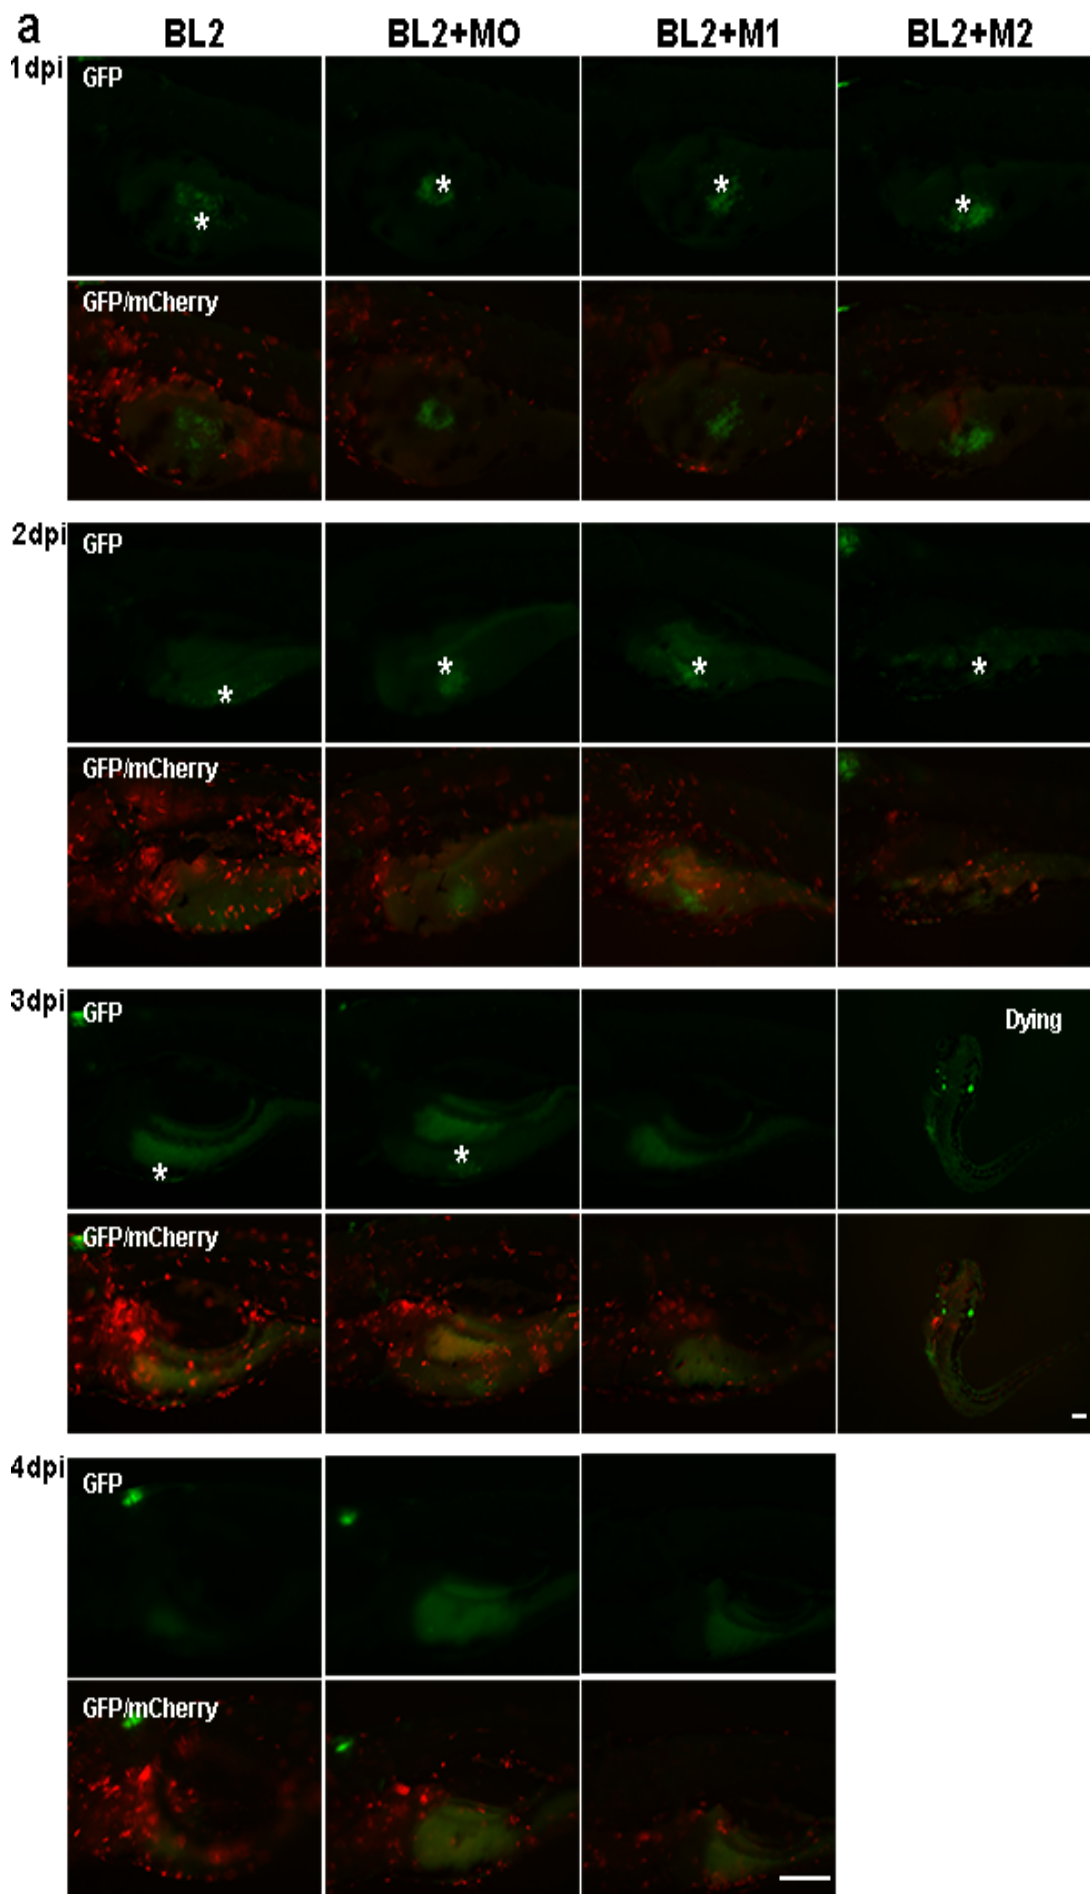 a
BL2 BL2+MO BL2+M1 BL2+M2
1dpi
GFP
* * * *
GFP/mCherry
2dpi
GFP
* * * *
GFP/mCherry
3dpi
GFP
Dying
* *
GFP/mCherry
4dpi
GFP
GFP/mCherry